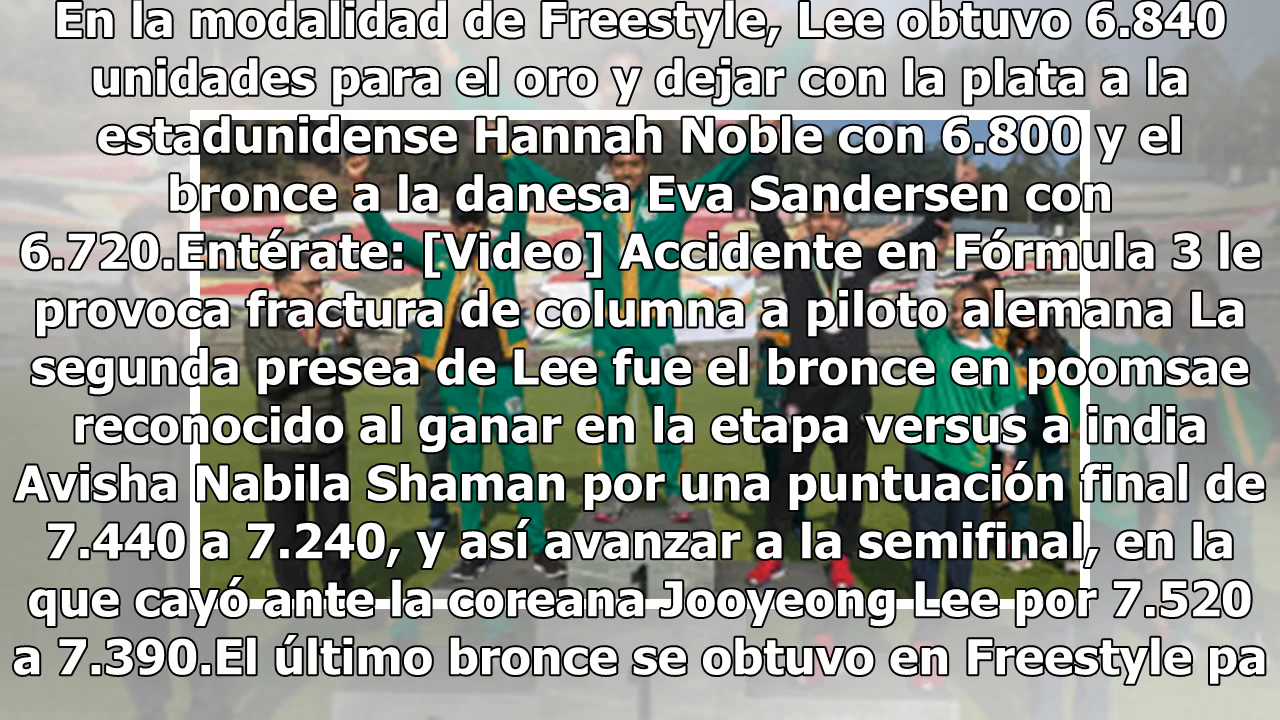 En la modalidad de Freestyle, Lee obtuvo 6.840
unidades para el oro y dejar con la plata a la
estadunidense Hannah Noble con 6.800 y el
bronce a la danesa Eva Sandersen con
6.720.Entérate: [Video] Accidente en Fórmula 3 le
provoca fractura de columna a piloto alemana La
segunda presea de Lee fue el bronce en poomsae
reconocido al ganar en la etapa versus a india
Avisha Nabila Shaman por una puntuación final de
7.440 a 7.240, y así avanzar a la semifinal, en la
que cayó ante la coreana Jooyeong Lee por 7.520
a 7.390.El último bronce se obtuvo en Freestyle pa
1